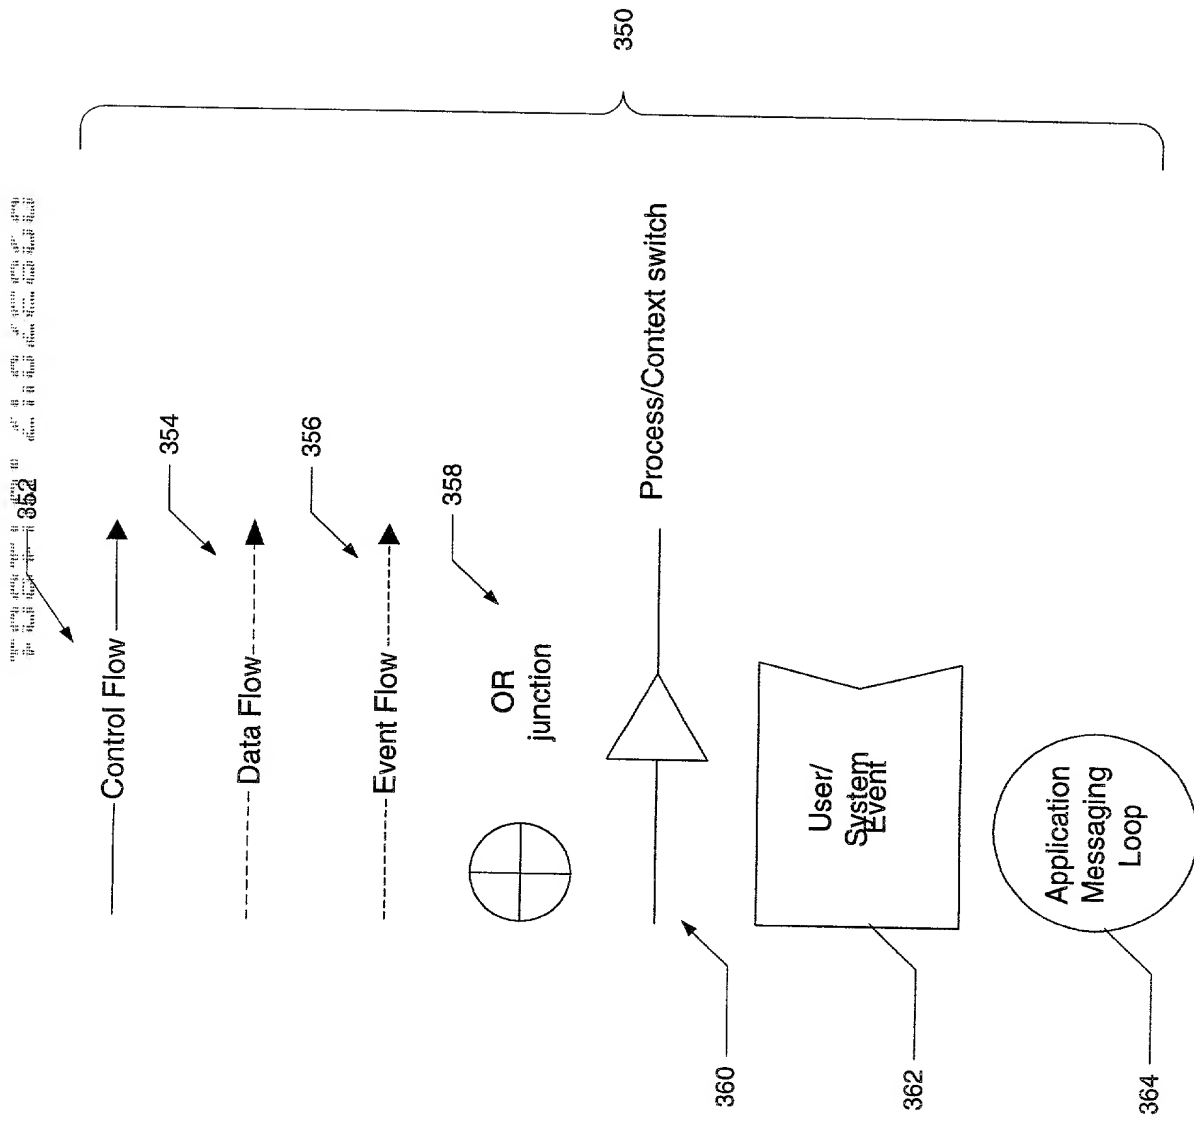 350
352
Control Flow
354
Data Flow
356
Event Flow
358
OR
junction
Process/Context switch
360
User/
System
Event
362
Application
Messaging
Loop
364